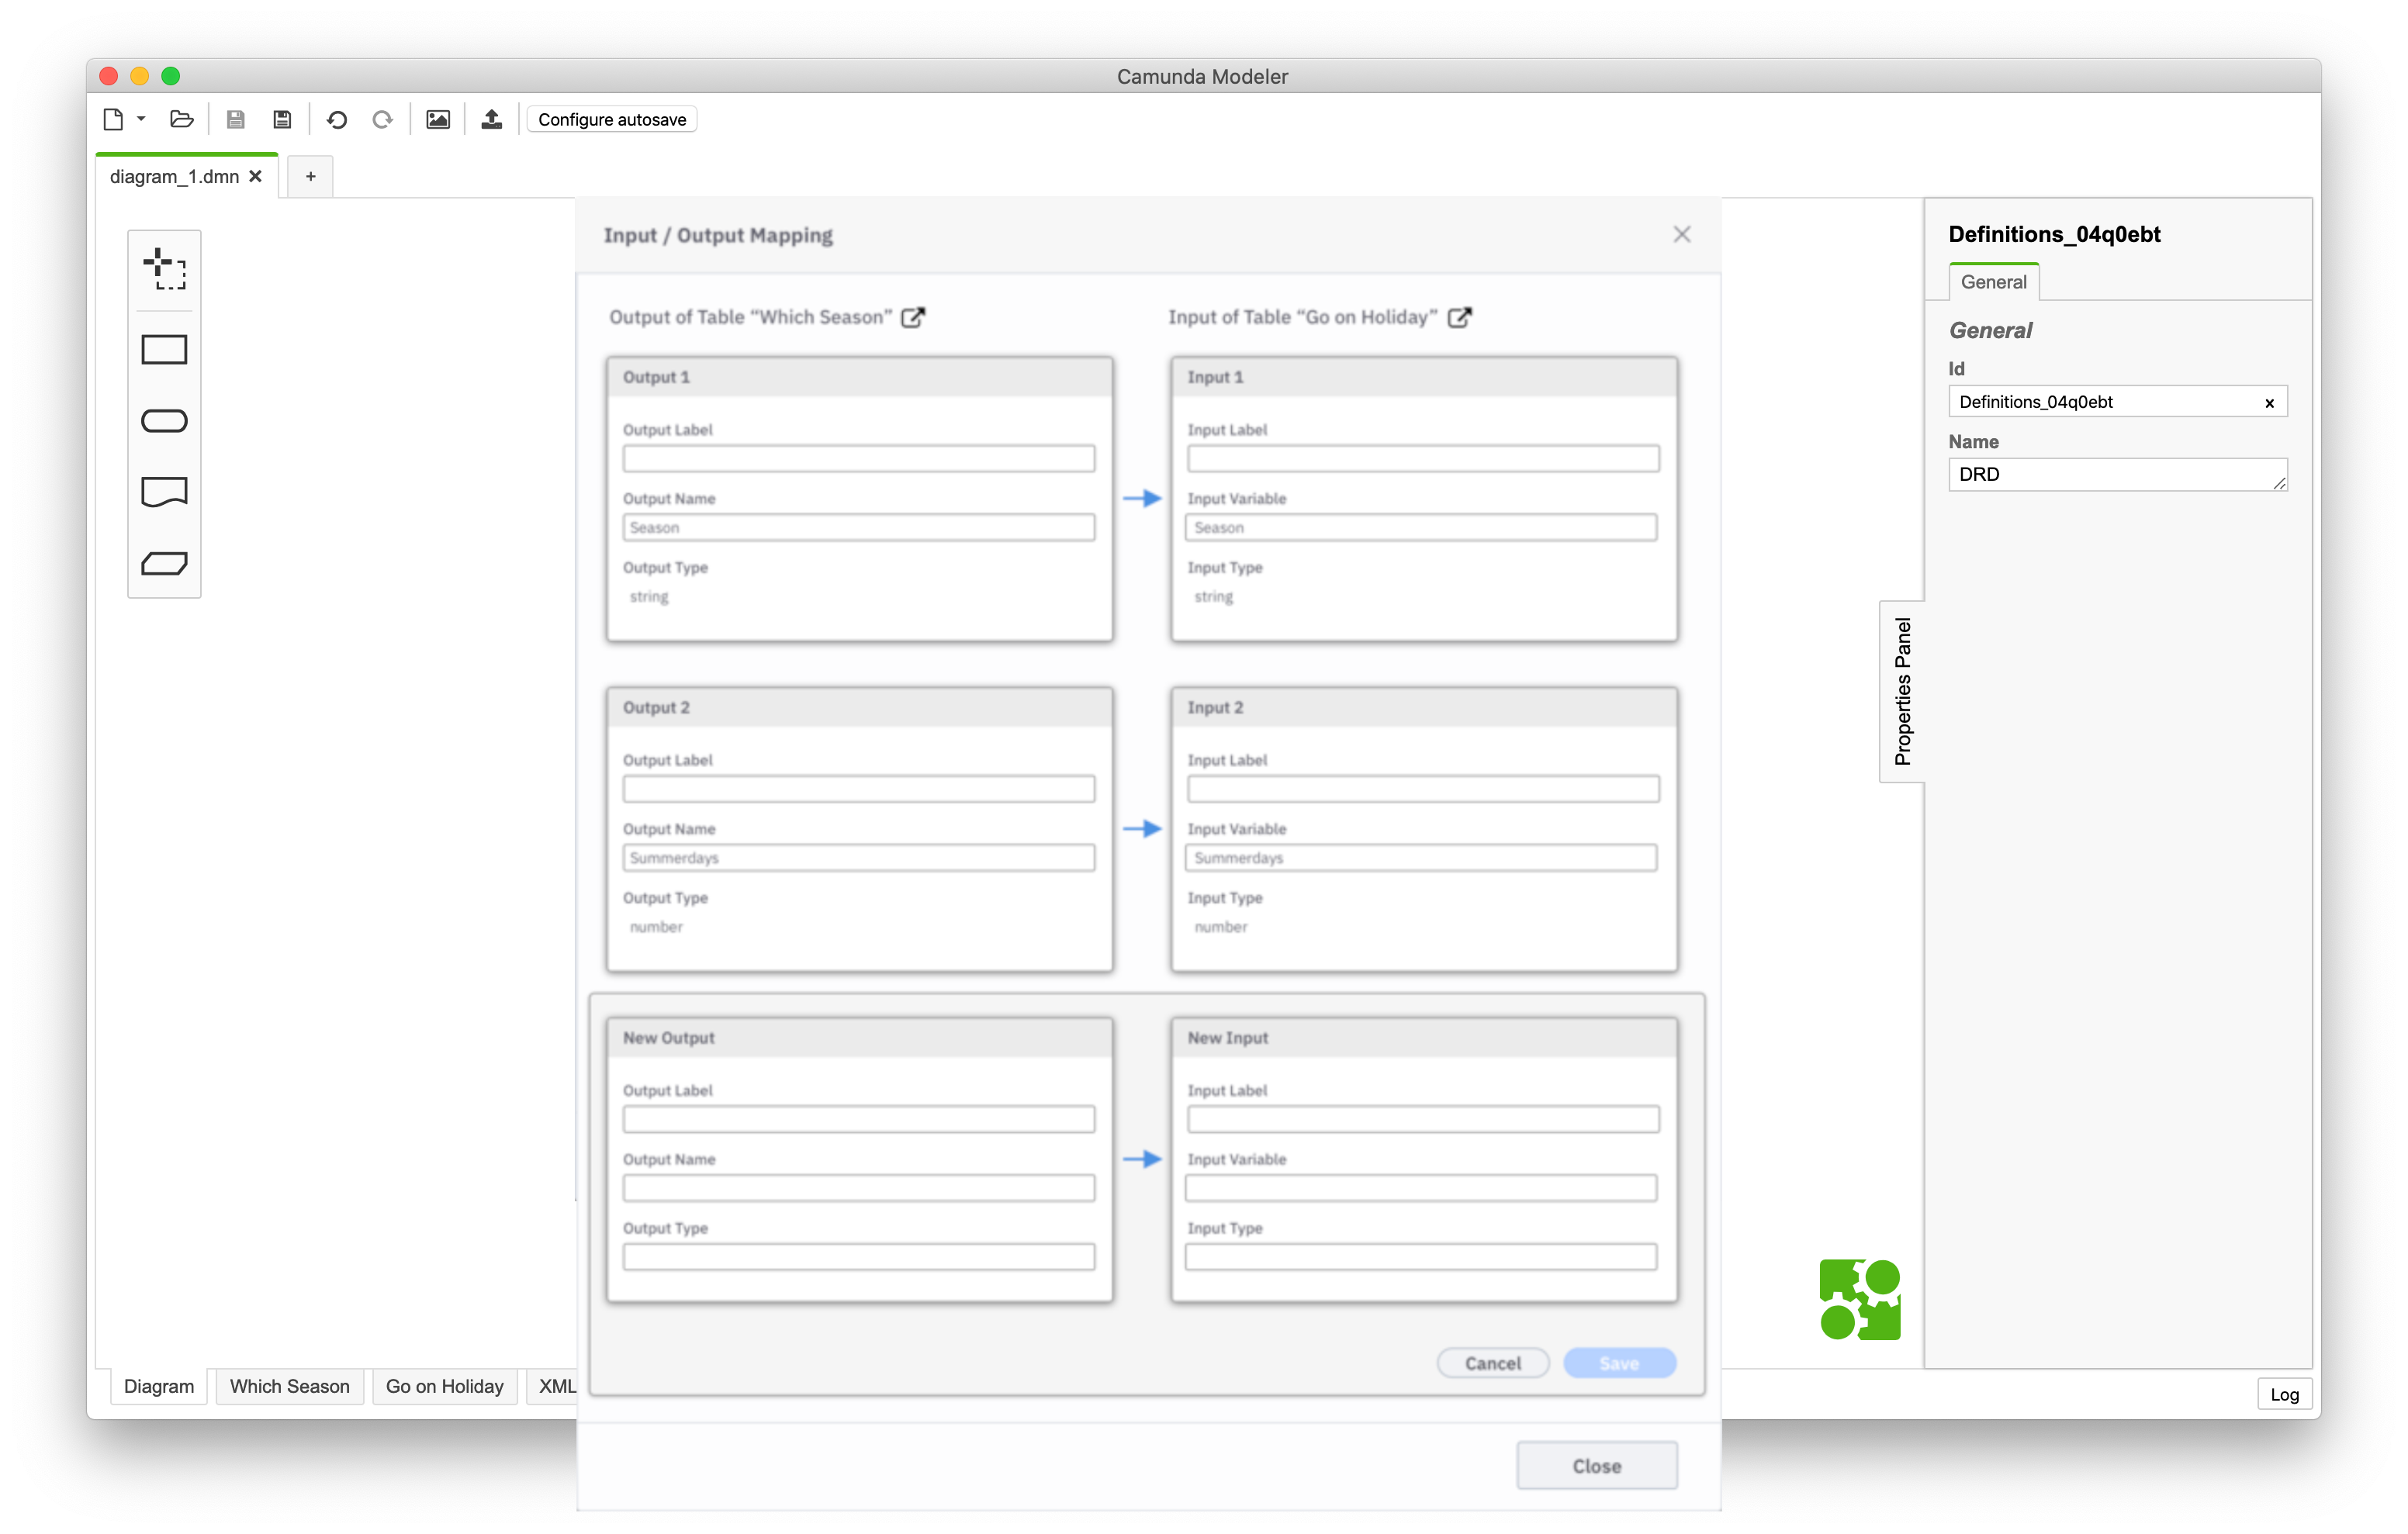 Camunda Modeler
Configure autosave
diagram_1.dmn
+
Input / Output Mapping
Output of Table “Which Season”
Input of Table “Go on Holiday”
Output 1
Output Label
Output Name
Season
Output Type
string
Input 1
Input Label
Input Variable
Season
Input Type
string
Output 2
Output Label
Output Name
Summerdays
Output Type
number
Input 2
Input Label
Input Variable
Summerdays
Input Type
number
New Output
Output Label
Output Name
Output Type
New Input
Input Label
Input Variable
Input Type
Cancel
Save
Close
Properties Panel
Definitions_04q0ebt
General
General
Id
Definitions_04q0ebt
Name
DRD
Diagram
Which Season
Go on Holiday
XML
Log